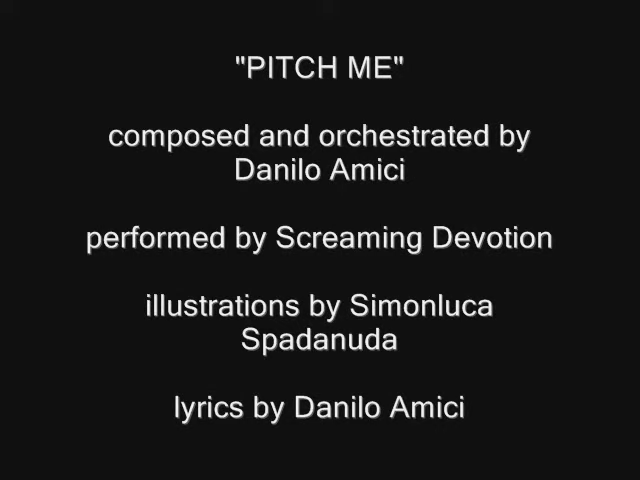 "PITCH ME"
composed and orchestrated by
Danilo Amici
performed by Screaming Devotion
illustrations by Simonluca
Spadanuda
lyrics by Danilo Amici